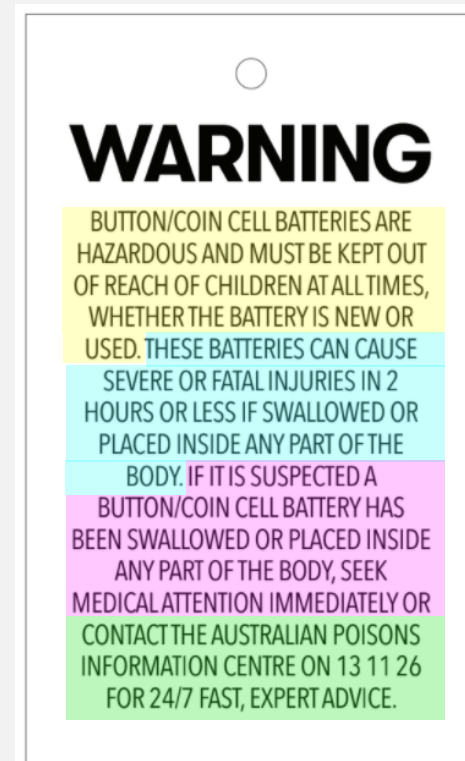 WARNING
BUTTON/COIN CELL BATTERIES ARE
HAZARDOUS AND MUST BE KEPT OUT
OF REACH OF CHILDREN AT ALL TIMES,
WHETHER THE BATTERY IS NEW OR
USED. THESE BATTERIES CAN CAUSE
SEVERE OR FATAL INJURIES IN 2
HOURS OR LESS IF SWALLOWED OR
PLACED INSIDE ANY PART OF THE
BODY. IF IT IS SUSPECTED A
BUTTON/COIN CELL BATTERY HAS
BEEN SWALLOWED OR PLACED INSIDE
ANY PART OF THE BODY, SEEK
MEDICAL ATTENTION IMMEDIATELY OR
CONTACT THE AUSTRALIAN POISONS
INFORMATION CENTRE ON 13 11 26
FOR 24/7 FAST, EXPERT ADVICE.